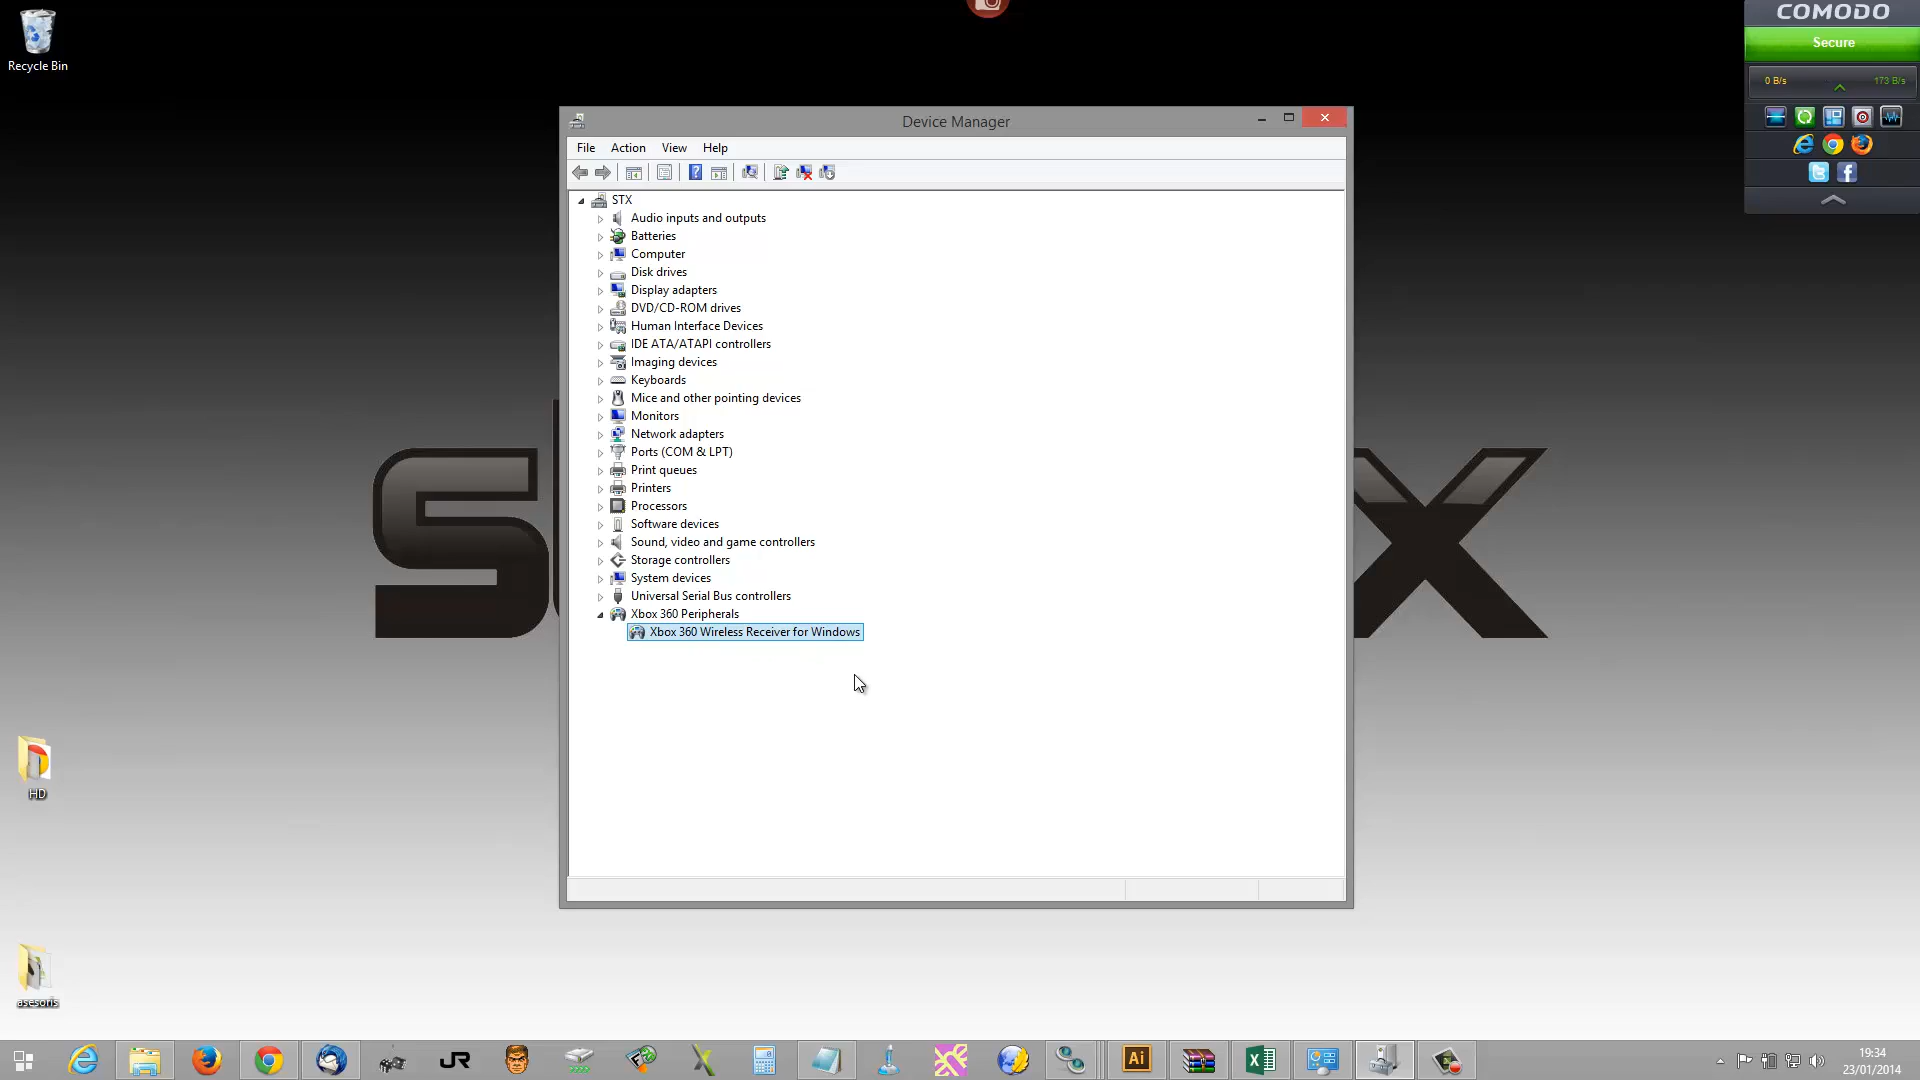 Recycle Bin
COMODO
Secure
0 B/s
173 B/s
Device Manager
File Action View Help
STX
Audio inputs and outputs
Batteries
Computer
Disk drives
Display adapters
DVD/CD-ROM drives
Human Interface Devices
IDE ATA/ATAPI controllers
Imaging devices
Keyboards
Mice and other pointing devices
Monitors
Network adapters
Ports (COM & LPT)
Print queues
Printers
Processors
Software devices
Sound, video and game controllers
Storage controllers
System devices
Universal Serial Bus controllers
Xbox 360 Peripherals
Xbox 360 Wireless Receiver for Windows
HD
asesoris
JR
Ai
19:34
23/01/2014